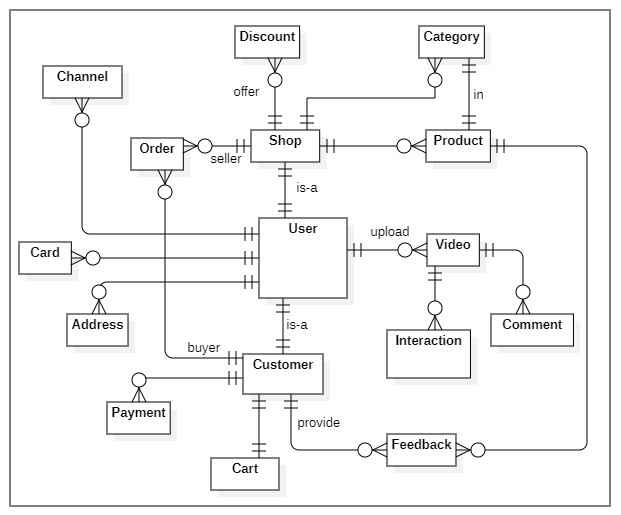 Discount
Category
Channel
offer
in
Order
Shop
Product
seller
is-a
User
upload
Card
Video
Address
is-a
Interaction
Comment
buyer
Customer
Payment
provide
Feedback
Cart